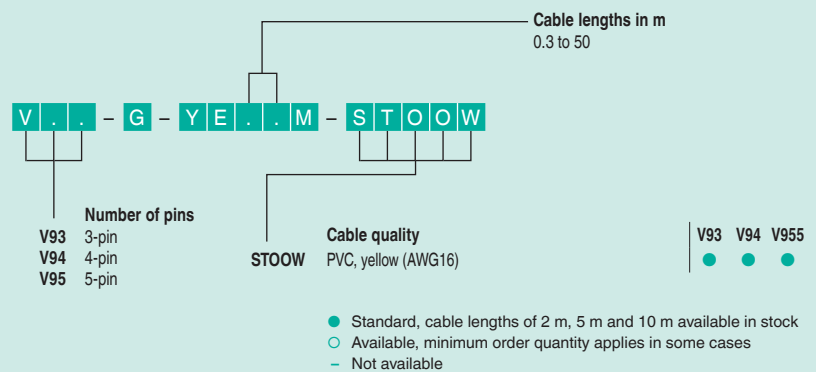 Cable lengths in m
0.3 to 50
V . . – G – Y E . . M – S T O O W
Number of pins
V93 3-pin
V94 4-pin
V95 5-pin
Cable quality
STOOW PVC, yellow (AWG16)
V93 V94 V955
● ● ●
● Standard, cable lengths of 2 m, 5 m and 10 m available in stock
○ Available, minimum order quantity applies in some cases
– Not available